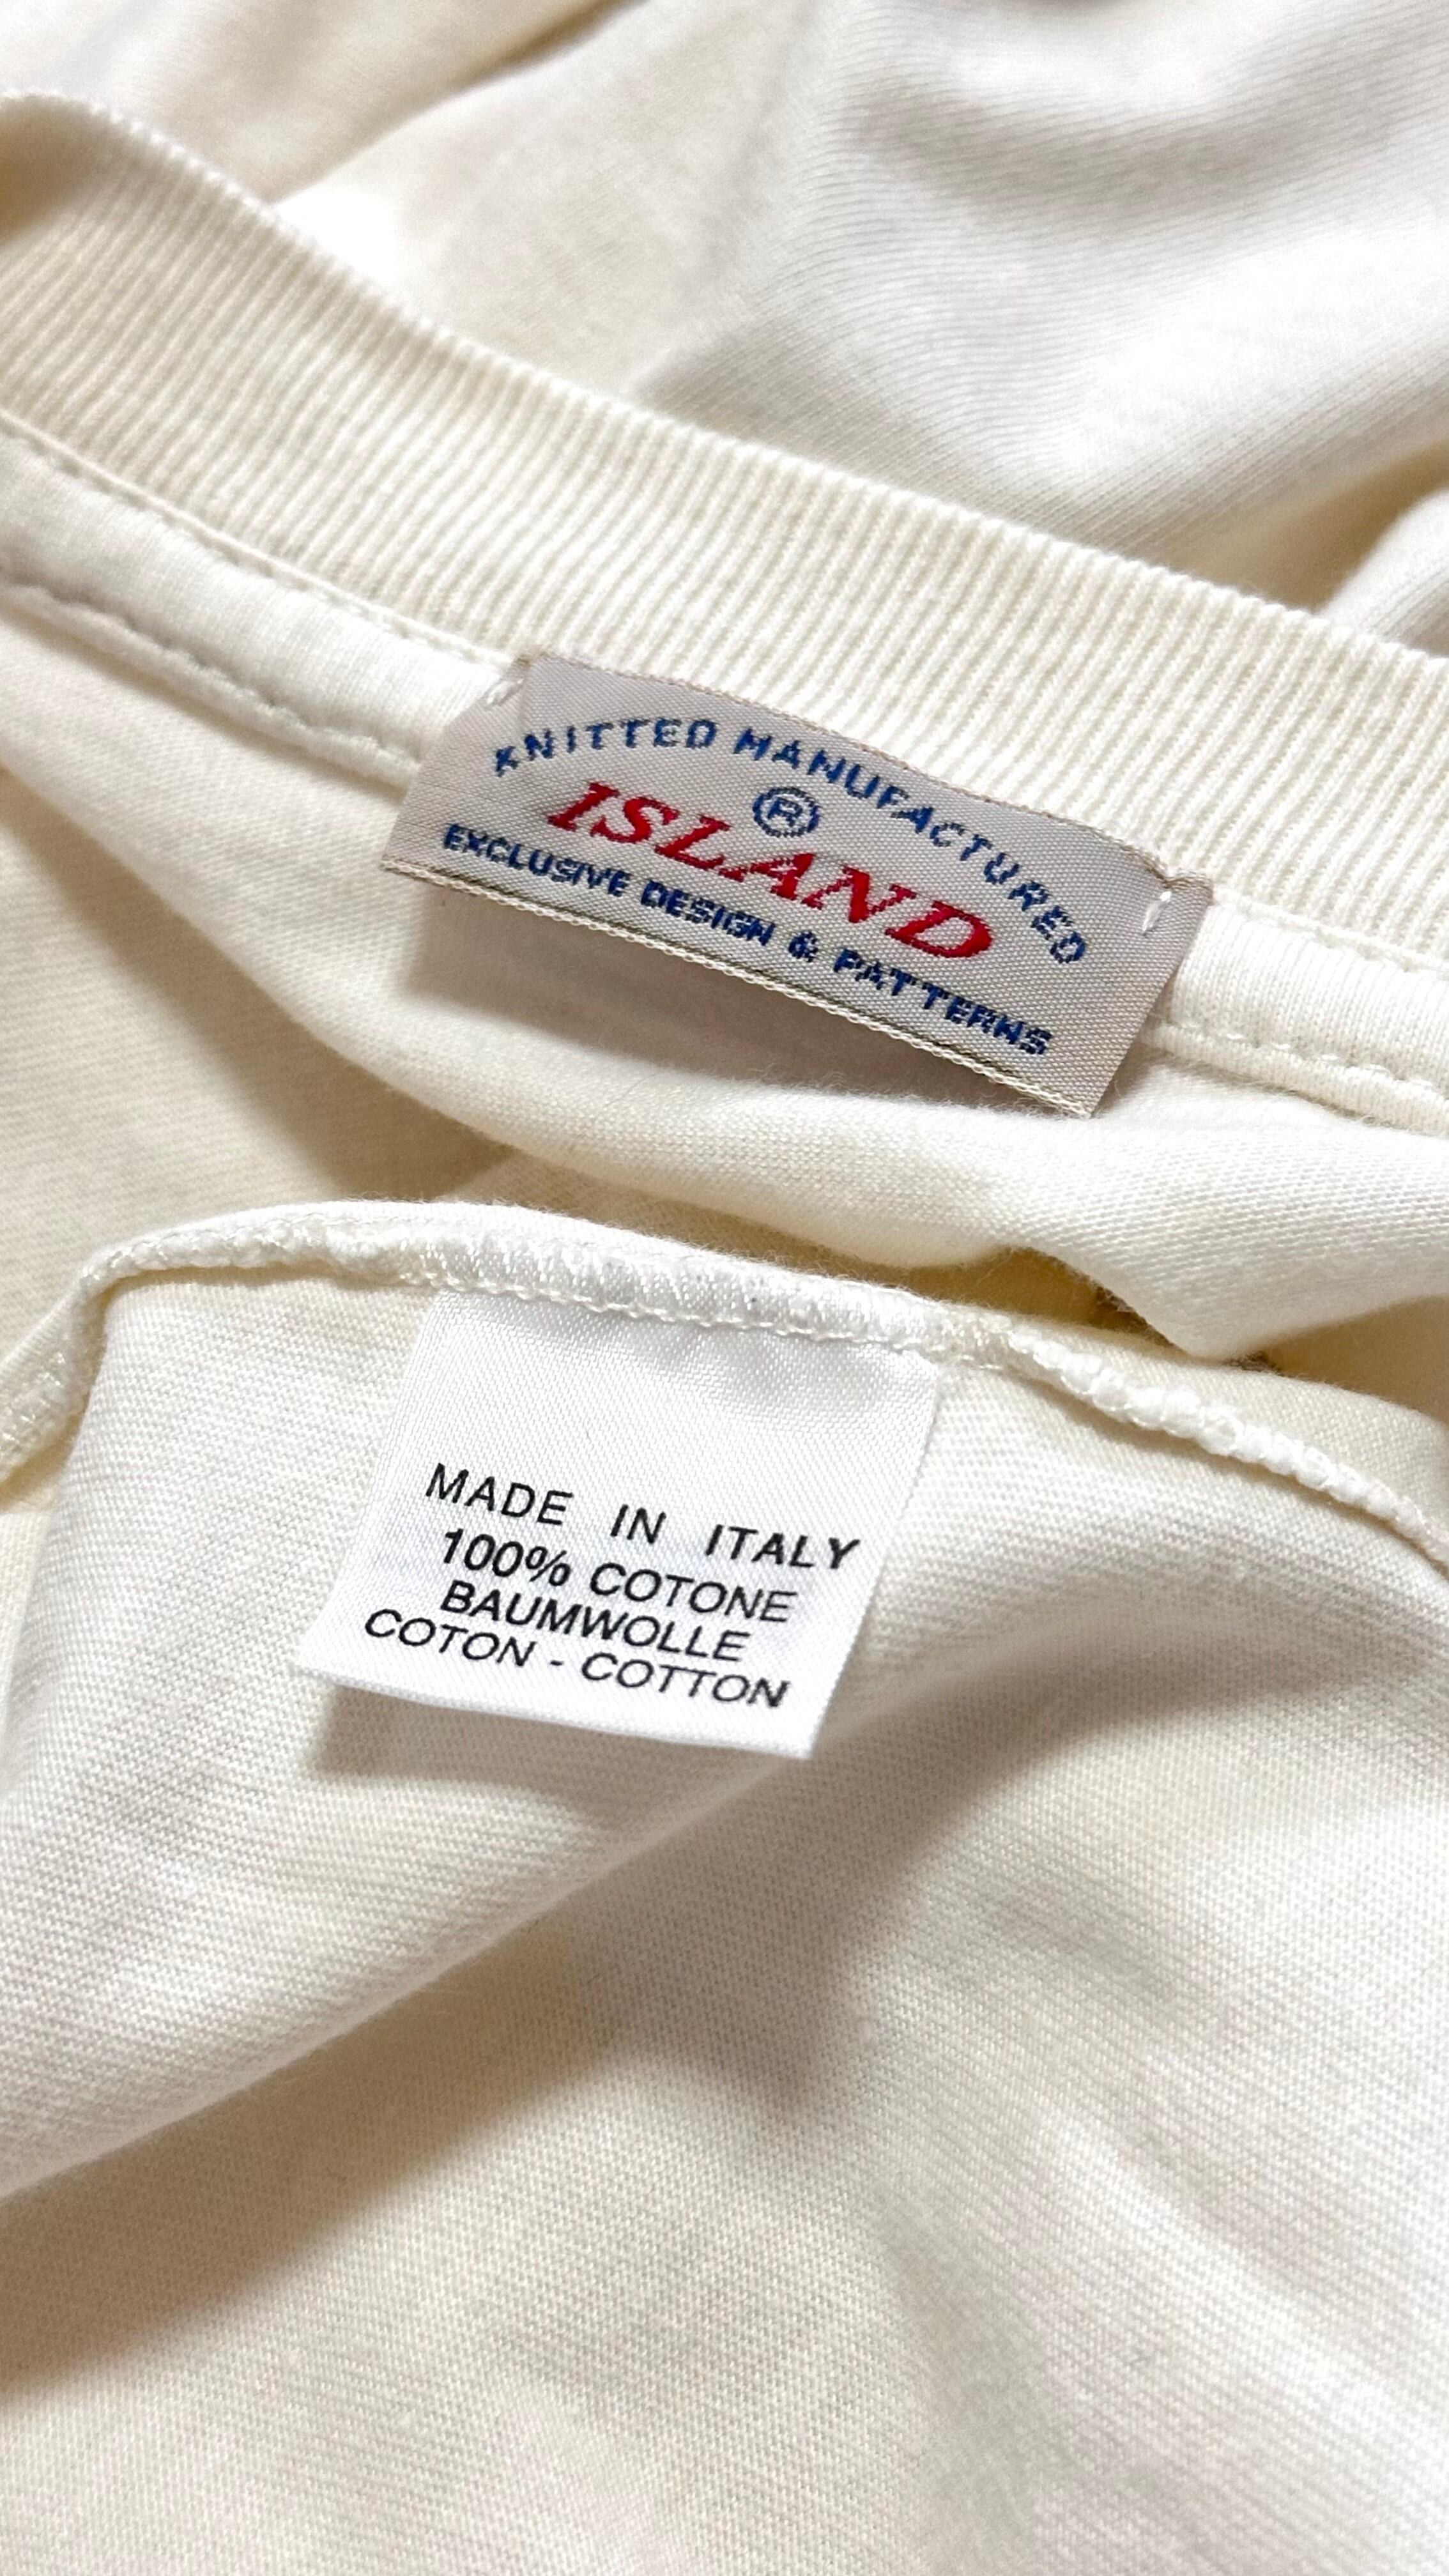 KNITTED MANUFACTURED
®
ISLAND
EXCLUSIVE DESIGN & PATTERNS
MADE IN ITALY
100% COTONE
BAUMWOLLE
COTON - COTTON